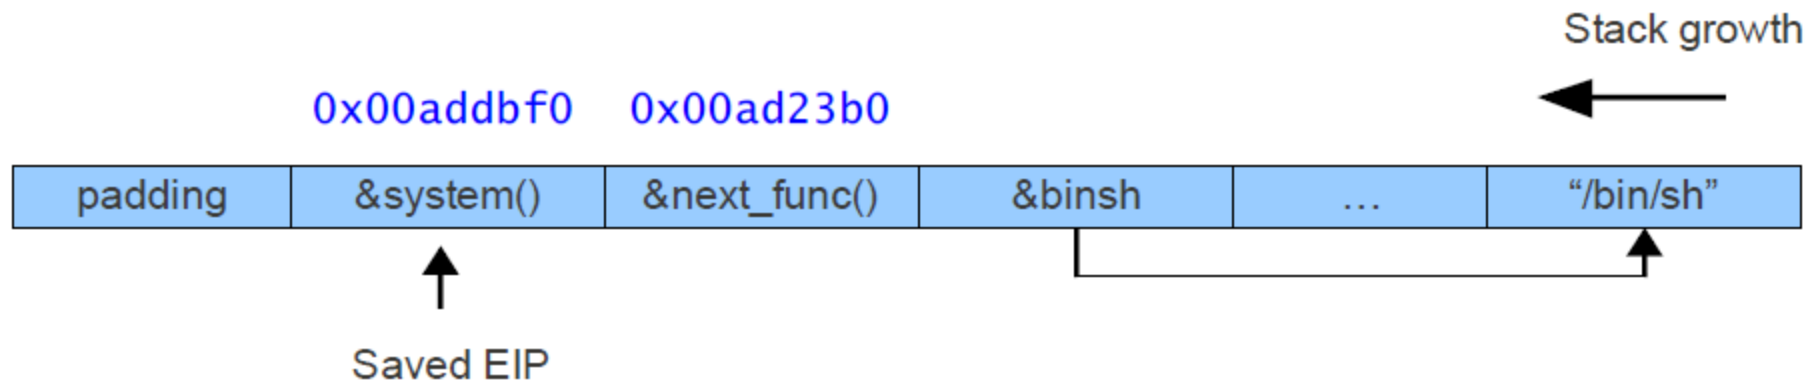 Stack growth
0x00addbf0 0x00ad23b0
padding &system() &next_func() &binsh … “/bin/sh”
Saved EIP